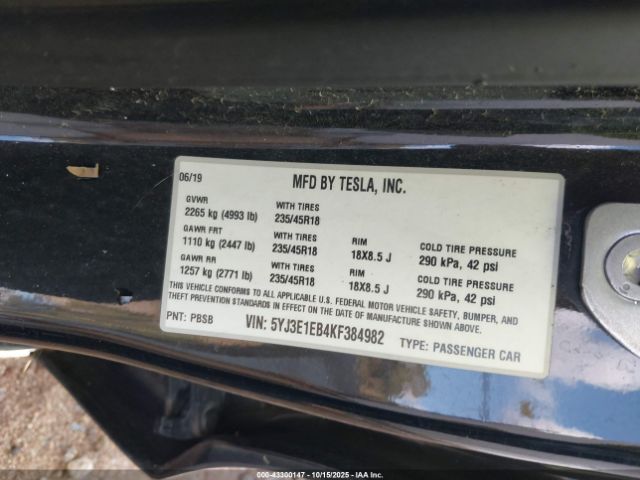 06/19 MFD BY TESLA, INC.
GVWR WITH TIRES
2265 kg (4993 lb) 235/45R18
GAWR FRT WITH TIRES RIM COLD TIRE PRESSURE
1110 kg (2447 lb) 235/45R18 18X8.5 J 290 kPa, 42 psi
GAWR RR WITH TIRES RIM COLD TIRE PRESSURE
1257 kg (2771 lb) 235/45R18 18X8.5 J 290 kPa, 42 psi
THIS VEHICLE CONFORMS TO ALL APPLICABLE U.S. FEDERAL MOTOR VEHICLE SAFETY, BUMPER, AND
THEFT PREVENTION STANDARDS IN EFFECT ON THE DATE OF MANUFACTURE SHOWN ABOVE.
PNT: PBSB VIN: 5YJ3E1EB4KF384982 TYPE: PASSENGER CAR
000-43300147 - 10/15/2025 - IAA Inc.